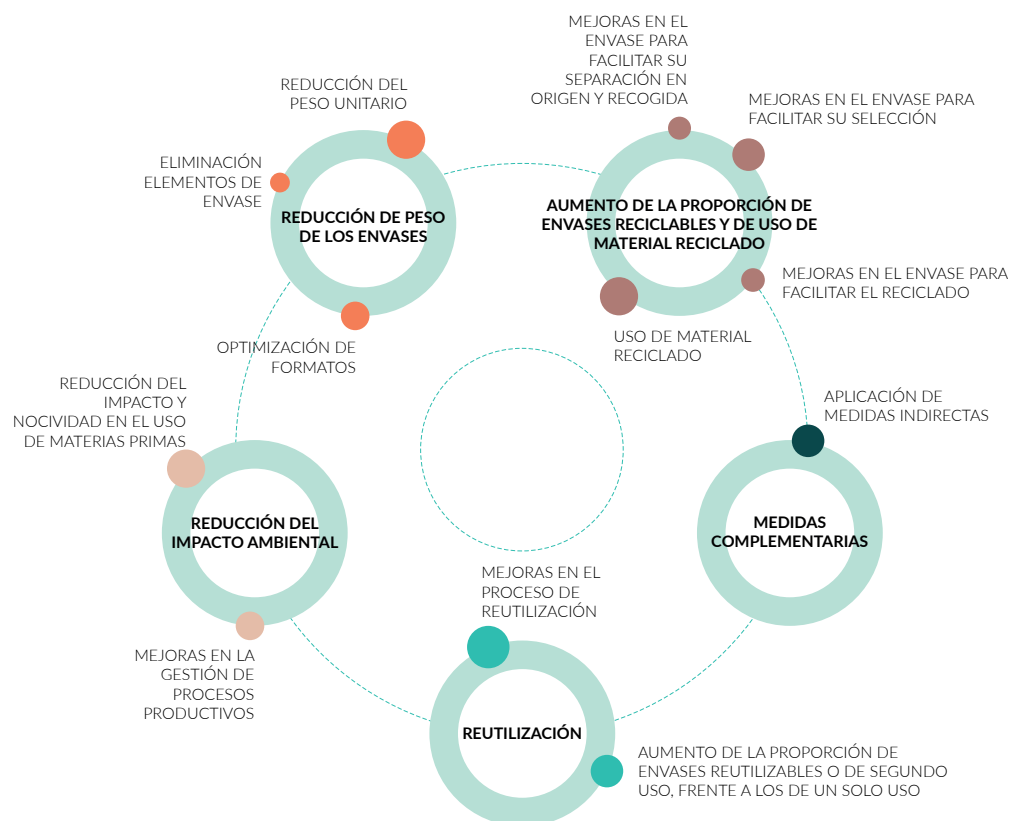 MEJORAS EN EL
ENVASE PARA
FACILITAR SU
SEPARACIÓN EN
ORIGEN Y RECOGIDA
REDUCCIÓN DEL
PESO UNITARIO
MEJORAS EN EL ENVASE PARA
FACILITAR SU SELECCIÓN
ELIMINACIÓN
ELEMENTOS DE
ENVASE
REDUCCIÓN DE PESO
DE LOS ENVASES
AUMENTO DE LA PROPORCIÓN DE
ENVASES RECICLABLES Y DE USO DE
MATERIAL RECICLADO
MEJORAS EN EL ENVASE PARA
FACILITAR EL RECICLADO
OPTIMIZACIÓN DE
FORMATOS
USO DE MATERIAL
RECICLADO
REDUCCIÓN DEL
IMPACTO Y
NOCIVIDAD EN EL USO
DE MATERIAS PRIMAS
APLICACIÓN DE
MEDIDAS INDIRECTAS
REDUCCIÓN DEL
IMPACTO AMBIENTAL
MEDIDAS
COMPLEMENTARIAS
MEJORAS EN EL
PROCESO DE
REUTILIZACIÓN
MEJORAS EN LA
GESTIÓN DE
PROCESOS
PRODUCTIVOS
REUTILIZACIÓN
AUMENTO DE LA PROPORCIÓN DE
ENVASES REUTILIZABLES O DE SEGUNDO
USO, FRENTE A LOS DE UN SOLO USO